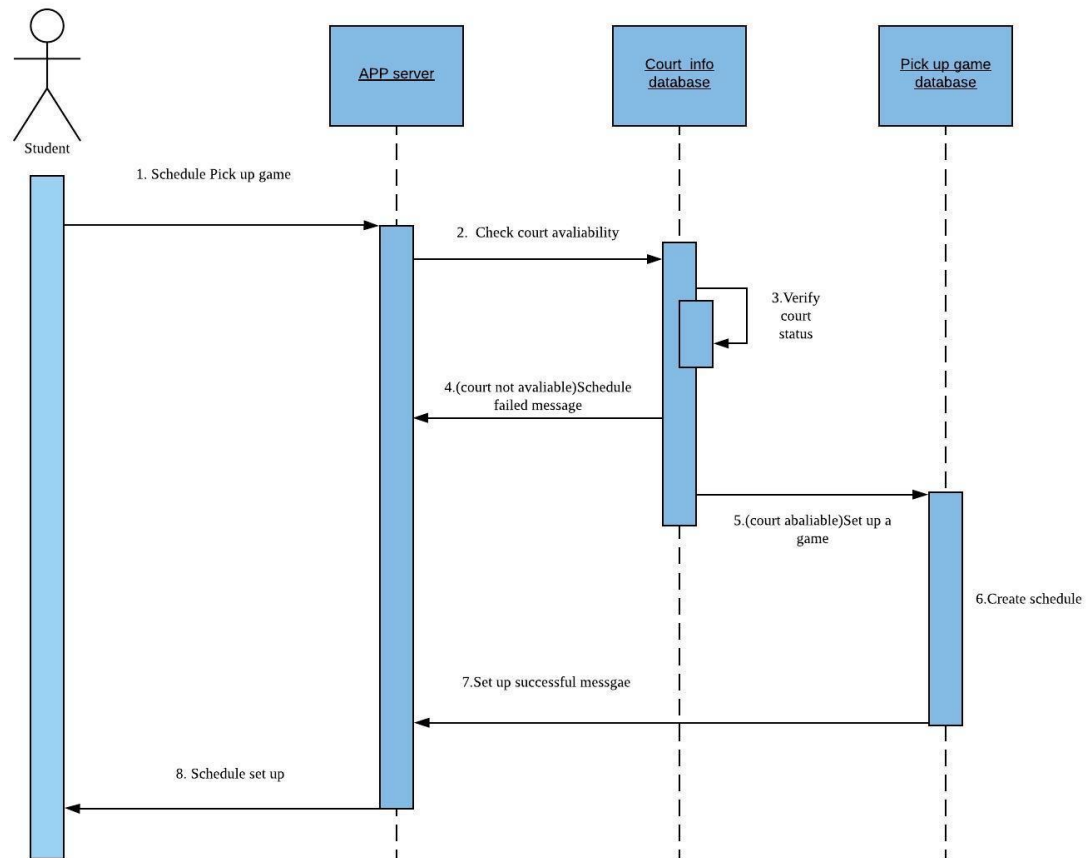 APP server
Court  info
database
Pick up game
database
Student
1. Schedule Pick up game
2.  Check court avaliability
3.Verify
court
status
4.(court not avaliable)Schedule
failed message
5.(court abaliable)Set up a
game
6.Create schedule
7.Set up successful messgae
8. Schedule set up